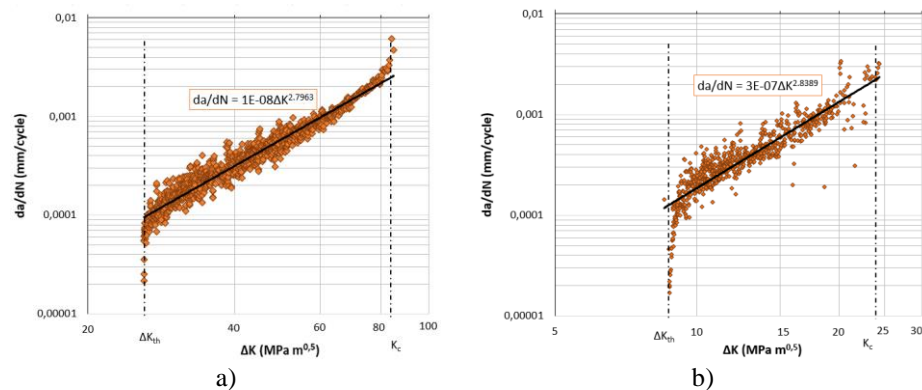 0,01
0,001
0,0001
0,00001
da/dN (mm/cycle)
da/dN = 1E-08ΔK^2.7963
20
40
60
80
100
ΔK_th
ΔK (MPa m^0,5)
K_c
a)
0,01
0,001
0,0001
0,00001
da/dN (mm/cycle)
da/dN = 3E-07ΔK^2.8389
5
10
15
20
25
30
ΔK_th
ΔK (MPa m^0,5)
K_c
b)